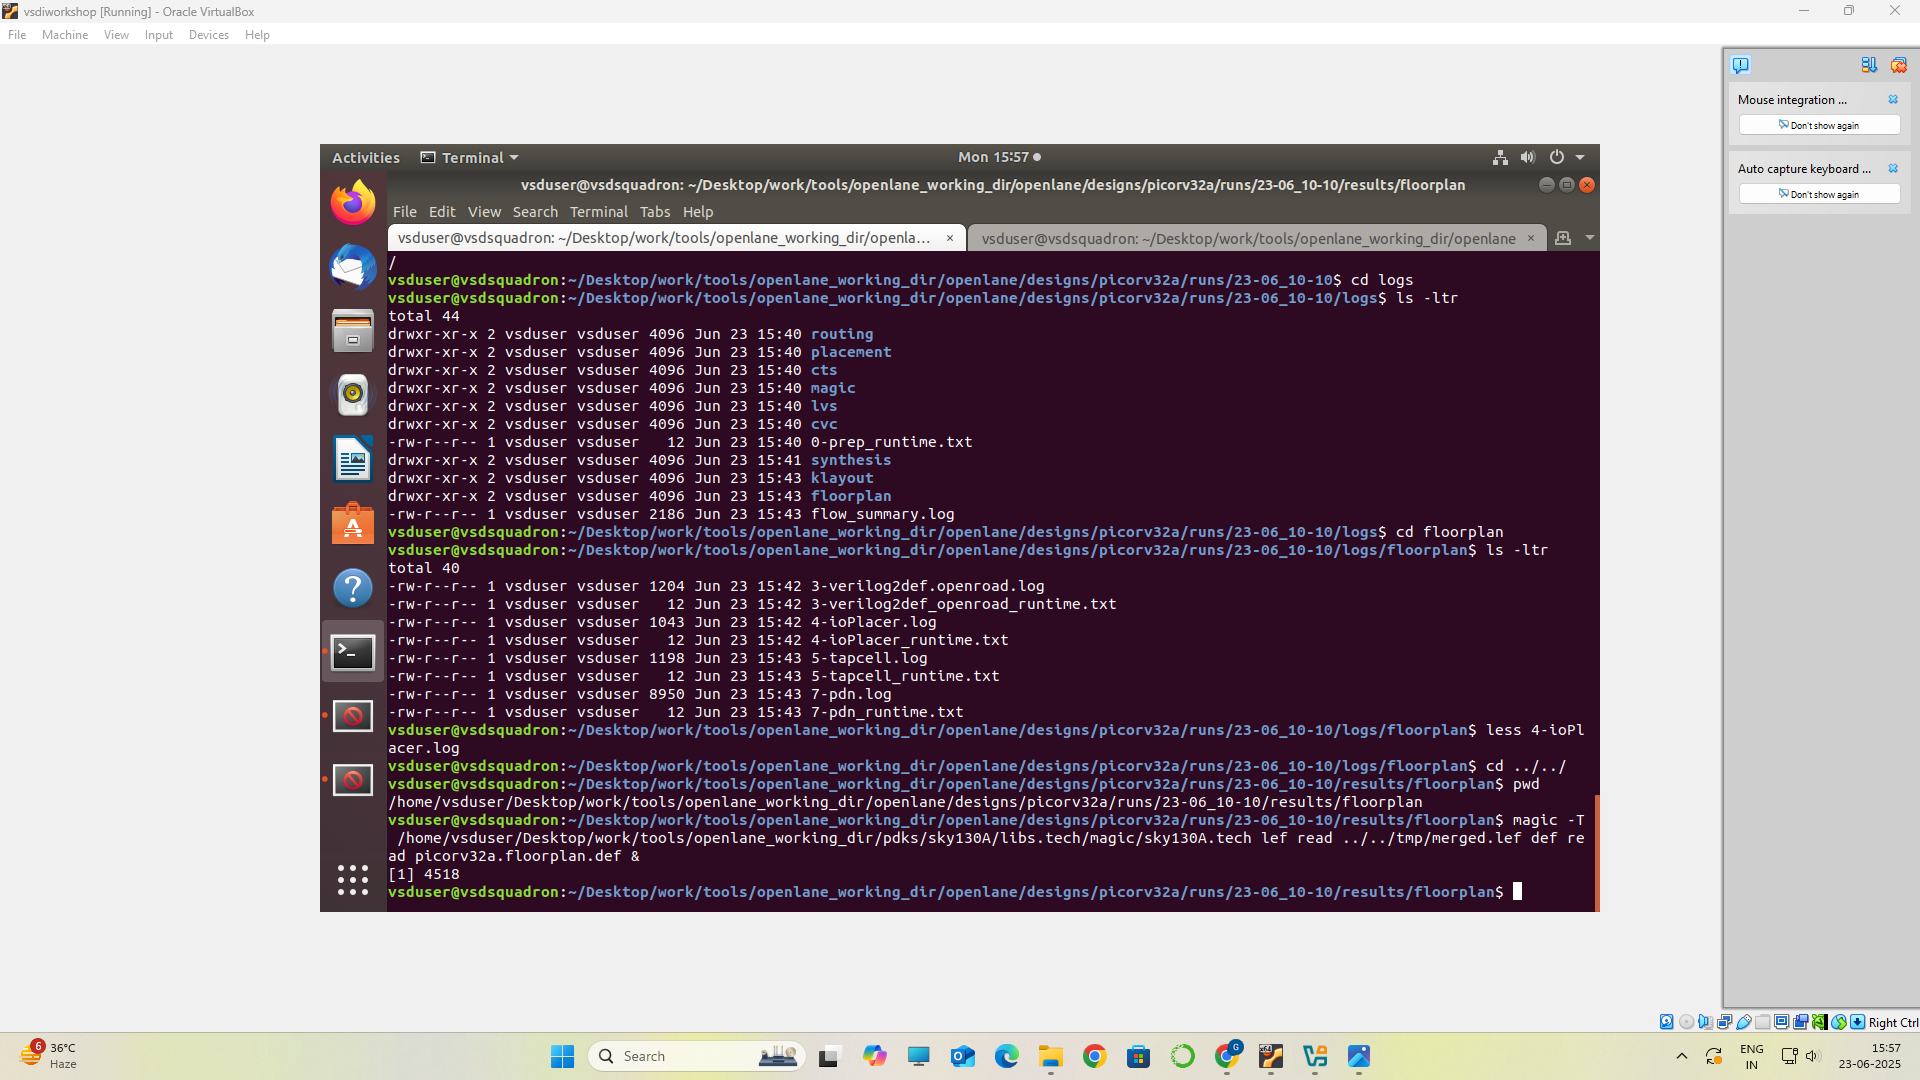 vsdiworkshop [Running] - Oracle VirtualBox
File Machine View Input Devices Help
Mouse integration ...
Don't show again
Auto capture keyboard ...
Don't show again
Activities Terminal Mon 15:57
vsduser@vsdsquadron: ~/Desktop/work/tools/openlane_working_dir/openlane/designs/picorv32a/runs/23-06_10-10/results/floorplan
File Edit View Search Terminal Tabs Help
vsduser@vsdsquadron: ~/Desktop/work/tools/openlane_working_dir/openla... × vsduser@vsdsquadron: ~/Desktop/work/tools/openlane_working_dir/openlane ×
/
vsduser@vsdsquadron:~/Desktop/work/tools/openlane_working_dir/openlane/designs/picorv32a/runs/23-06_10-10$ cd logs
vsduser@vsdsquadron:~/Desktop/work/tools/openlane_working_dir/openlane/designs/picorv32a/runs/23-06_10-10/logs$ ls -ltr
total 44
drwxr-xr-x 2 vsduser vsduser 4096 Jun 23 15:40 routing
drwxr-xr-x 2 vsduser vsduser 4096 Jun 23 15:40 placement
drwxr-xr-x 2 vsduser vsduser 4096 Jun 23 15:40 cts
drwxr-xr-x 2 vsduser vsduser 4096 Jun 23 15:40 magic
drwxr-xr-x 2 vsduser vsduser 4096 Jun 23 15:40 lvs
drwxr-xr-x 2 vsduser vsduser 4096 Jun 23 15:40 cvc
-rw-r--r-- 1 vsduser vsduser   12 Jun 23 15:40 0-prep_runtime.txt
drwxr-xr-x 2 vsduser vsduser 4096 Jun 23 15:41 synthesis
drwxr-xr-x 2 vsduser vsduser 4096 Jun 23 15:43 klayout
drwxr-xr-x 2 vsduser vsduser 4096 Jun 23 15:43 floorplan
-rw-r--r-- 1 vsduser vsduser 2186 Jun 23 15:43 flow_summary.log
vsduser@vsdsquadron:~/Desktop/work/tools/openlane_working_dir/openlane/designs/picorv32a/runs/23-06_10-10/logs$ cd floorplan
vsduser@vsdsquadron:~/Desktop/work/tools/openlane_working_dir/openlane/designs/picorv32a/runs/23-06_10-10/logs/floorplan$ ls -ltr
total 40
-rw-r--r-- 1 vsduser vsduser 1204 Jun 23 15:42 3-verilog2def.openroad.log
-rw-r--r-- 1 vsduser vsduser   12 Jun 23 15:42 3-verilog2def_openroad_runtime.txt
-rw-r--r-- 1 vsduser vsduser 1043 Jun 23 15:42 4-ioPlacer.log
-rw-r--r-- 1 vsduser vsduser   12 Jun 23 15:42 4-ioPlacer_runtime.txt
-rw-r--r-- 1 vsduser vsduser 1198 Jun 23 15:43 5-tapcell.log
-rw-r--r-- 1 vsduser vsduser   12 Jun 23 15:43 5-tapcell_runtime.txt
-rw-r--r-- 1 vsduser vsduser 8950 Jun 23 15:43 7-pdn.log
-rw-r--r-- 1 vsduser vsduser   12 Jun 23 15:43 7-pdn_runtime.txt
vsduser@vsdsquadron:~/Desktop/work/tools/openlane_working_dir/openlane/designs/picorv32a/runs/23-06_10-10/logs/floorplan$ less 4-ioPl
acer.log
vsduser@vsdsquadron:~/Desktop/work/tools/openlane_working_dir/openlane/designs/picorv32a/runs/23-06_10-10/logs/floorplan$ cd ../../
vsduser@vsdsquadron:~/Desktop/work/tools/openlane_working_dir/openlane/designs/picorv32a/runs/23-06_10-10/results/floorplan$ pwd
/home/vsduser/Desktop/work/tools/openlane_working_dir/openlane/designs/picorv32a/runs/23-06_10-10/results/floorplan
vsduser@vsdsquadron:~/Desktop/work/tools/openlane_working_dir/openlane/designs/picorv32a/runs/23-06_10-10/results/floorplan$ magic -T
 /home/vsduser/Desktop/work/tools/openlane_working_dir/pdks/sky130A/libs.tech/magic/sky130A.tech lef read ../../tmp/merged.lef def re
ad picorv32a.floorplan.def &
[1] 4518
vsduser@vsdsquadron:~/Desktop/work/tools/openlane_working_dir/openlane/designs/picorv32a/runs/23-06_10-10/results/floorplan$
Right Ctrl
6
36°C
Haze
Search
G
x64
ENG
IN
15:57
23-06-2025